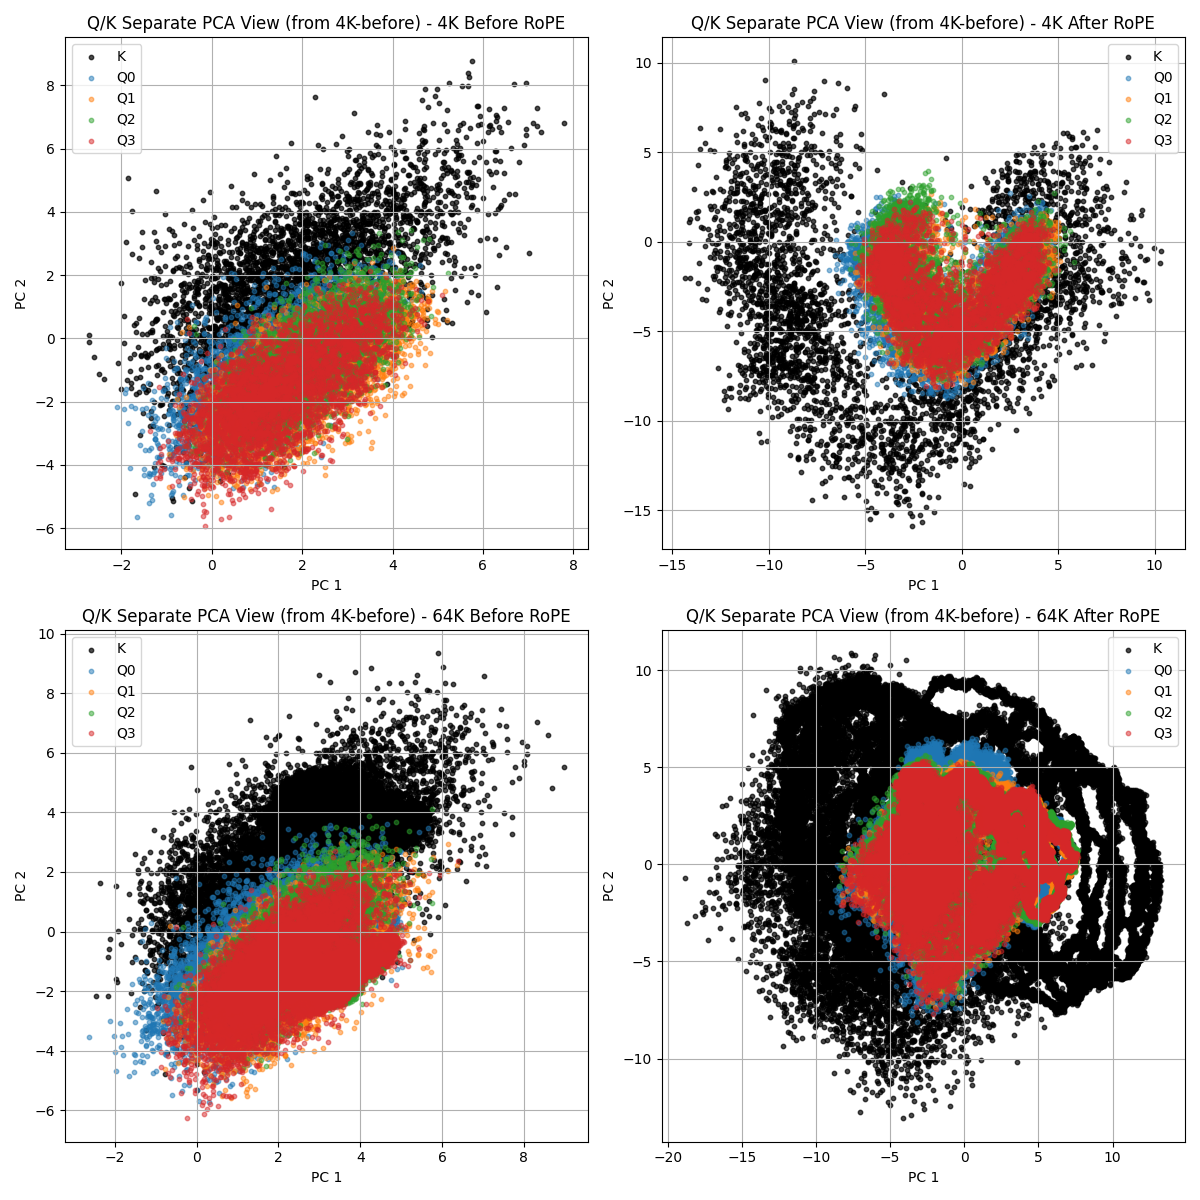 Q/K Separate PCA View (from 4K-before) - 4K Before RoPE
K
Q0
Q1
Q2
Q3
8
6
4
2
0
−2
−4
−6
PC 2
−2
0
2
4
6
8
PC 1
Q/K Separate PCA View (from 4K-before) - 4K After RoPE
K
Q0
Q1
Q2
Q3
10
5
0
−5
−10
−15
PC 2
−15
−10
−5
0
5
10
PC 1
Q/K Separate PCA View (from 4K-before) - 64K Before RoPE
K
Q0
Q1
Q2
Q3
10
8
6
4
2
0
−2
−4
−6
PC 2
−2
0
2
4
6
8
PC 1
Q/K Separate PCA View (from 4K-before) - 64K After RoPE
K
Q0
Q1
Q2
Q3
10
5
0
−5
−10
PC 2
−20
−15
−10
−5
0
5
10
PC 1